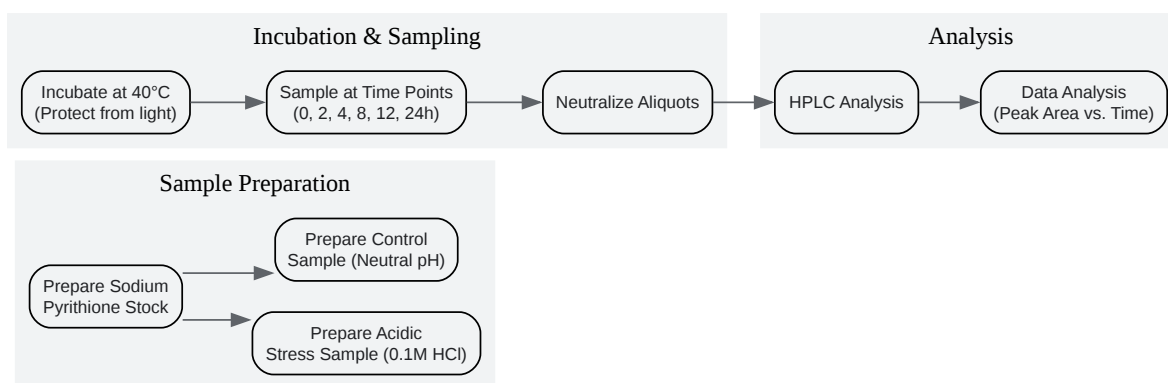 Incubation & Sampling
Incubate at 40°C
(Protect from light)
Sample at Time Points
(0, 2, 4, 8, 12, 24h)
Neutralize Aliquots
Analysis
HPLC Analysis
Data Analysis
(Peak Area vs. Time)
Sample Preparation
Prepare Sodium
Pyrithione Stock
Prepare Control
Sample (Neutral pH)
Prepare Acidic
Stress Sample (0.1M HCl)